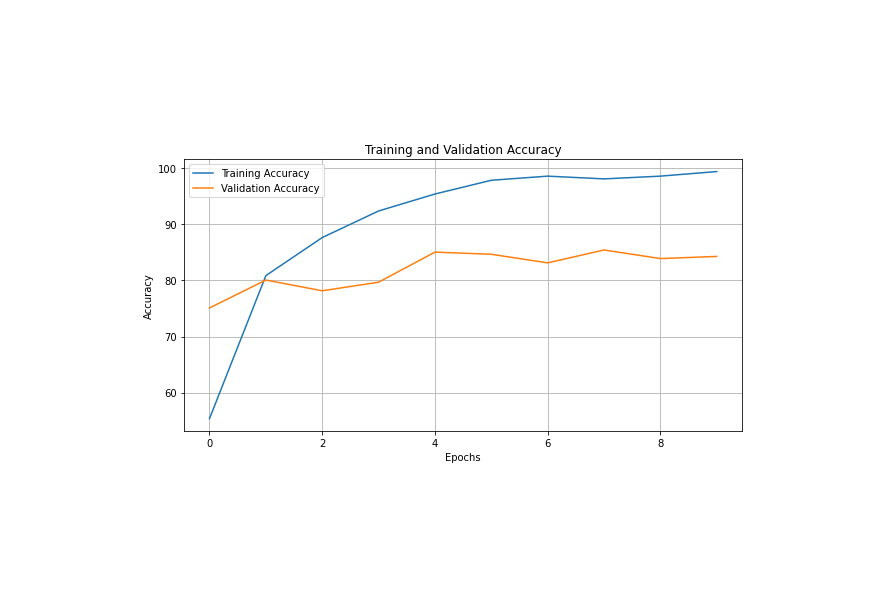 Training and Validation Accuracy
Training Accuracy
Validation Accuracy
100
90
80
70
60
Accuracy
0 2 4 6 8
Epochs